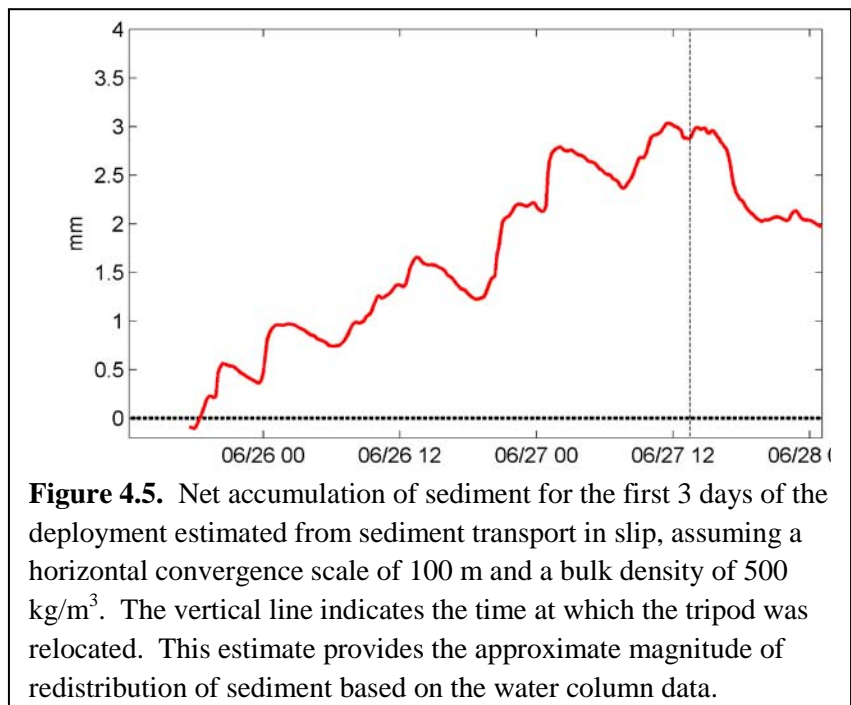 4
3.5
3
2.5
2
1.5
1
0.5
0
mm
06/26 00 06/26 12 06/27 00 06/27 12 06/28 0
Figure 4.5. Net accumulation of sediment for the first 3 days of the
deployment estimated from sediment transport in slip, assuming a
horizontal convergence scale of 100 m and a bulk density of 500
kg/m³. The vertical line indicates the time at which the tripod was
relocated. This estimate provides the approximate magnitude of
redistribution of sediment based on the water column data.